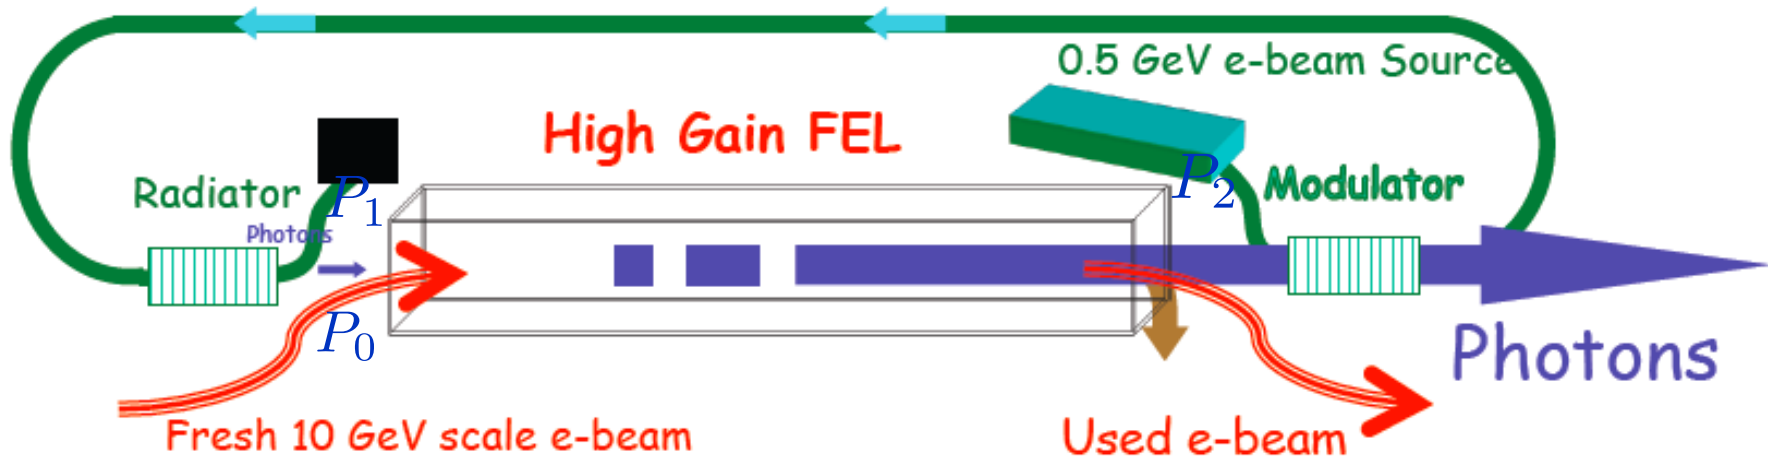 0.5 GeV e-beam Source
High Gain FEL
Radiator
P1
P2
Modulator
Photons
P0
Photons
Fresh 10 GeV scale e-beam
Used e-beam